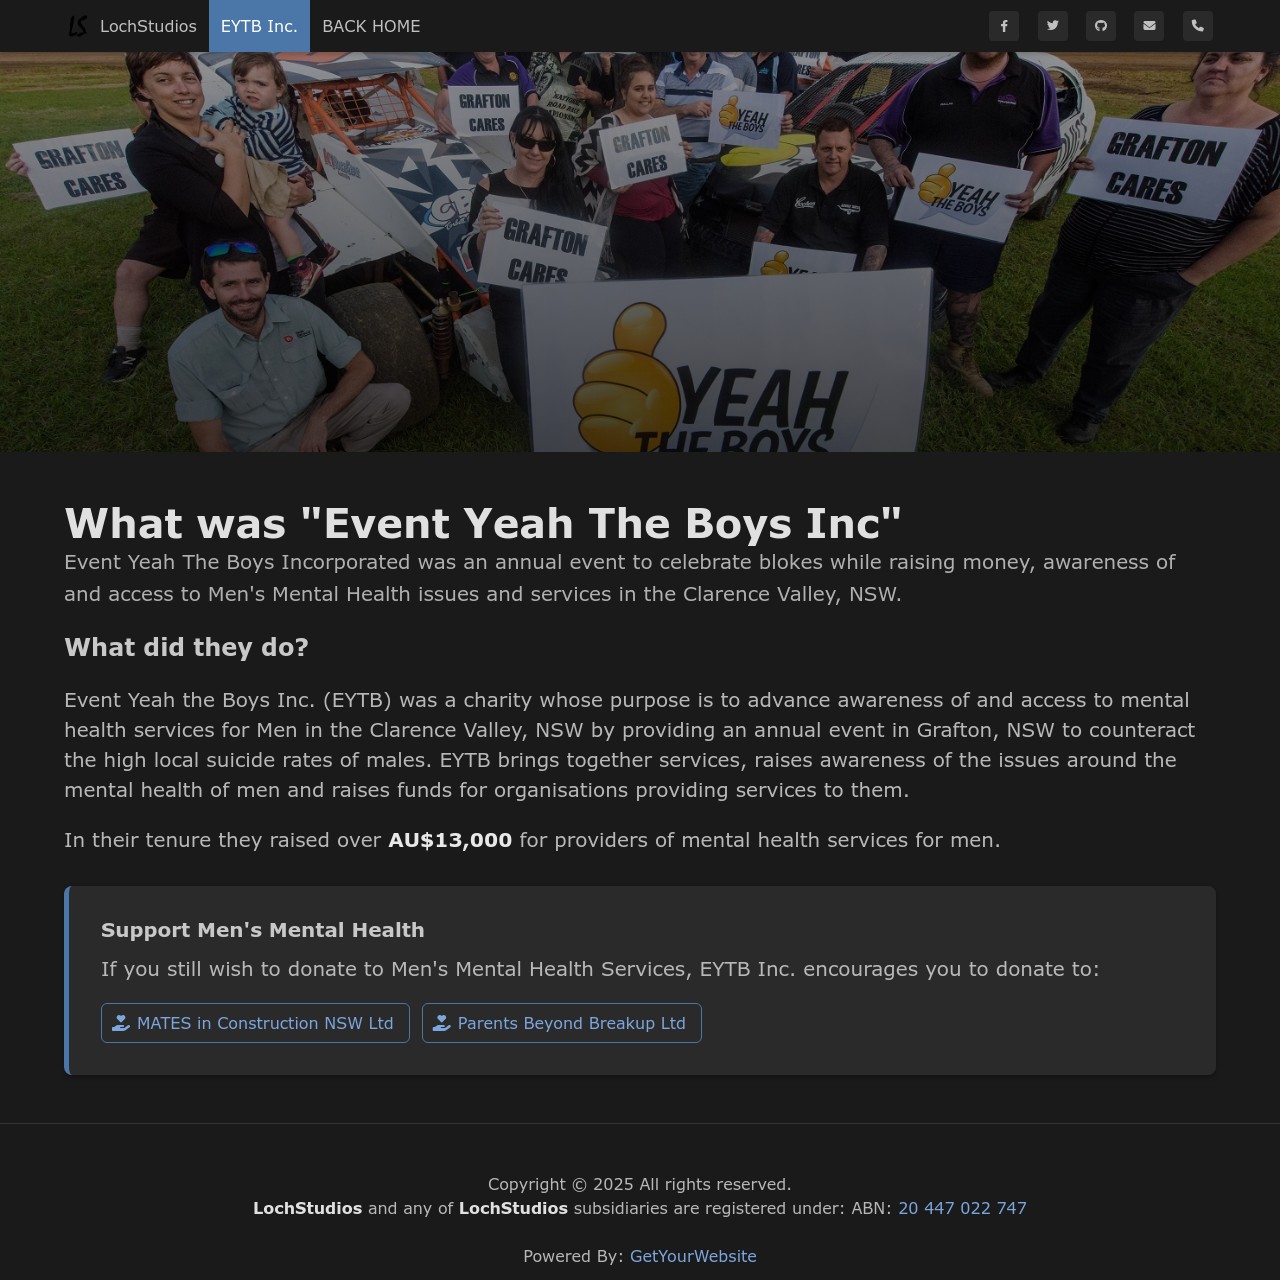 LS LochStudios EYTB Inc. BACK HOME
GRAFTON
CARES
GRAFTON
CARES
GRAFTON
CARES
YEAH
THE BOYS
GRAFTON
CARES
YEAH
THE BOYS
GRAFTON
CARES
YEAH
THE BOYS
What was "Event Yeah The Boys Inc"
Event Yeah The Boys Incorporated was an annual event to celebrate blokes while raising money, awareness of
and access to Men's Mental Health issues and services in the Clarence Valley, NSW.
What did they do?
Event Yeah the Boys Inc. (EYTB) was a charity whose purpose is to advance awareness of and access to mental
health services for Men in the Clarence Valley, NSW by providing an annual event in Grafton, NSW to counteract
the high local suicide rates of males. EYTB brings together services, raises awareness of the issues around the
mental health of men and raises funds for organisations providing services to them.
In their tenure they raised over AU$13,000 for providers of mental health services for men.
Support Men's Mental Health
If you still wish to donate to Men's Mental Health Services, EYTB Inc. encourages you to donate to:
MATES in Construction NSW Ltd Parents Beyond Breakup Ltd
Copyright © 2025 All rights reserved.
LochStudios and any of LochStudios subsidiaries are registered under: ABN: 20 447 022 747
Powered By: GetYourWebsite